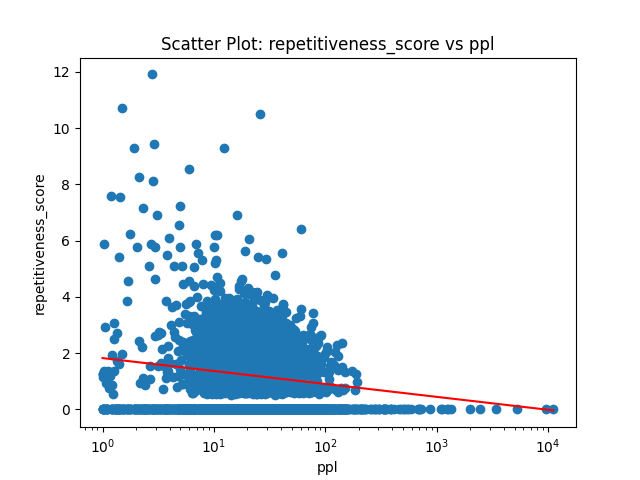 Scatter Plot: repetitiveness_score vs ppl
12
10
8
6
4
2
0
repetitiveness_score
10⁰ 10¹ 10² 10³ 10⁴
ppl